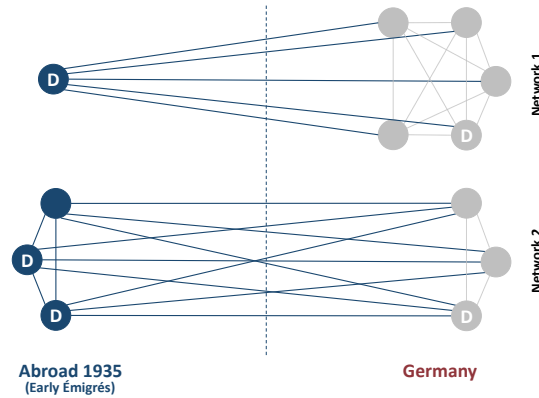 D
D
Network 1
D
D
D
Network 2
Abroad 1935
(Early Émigrés)
Germany